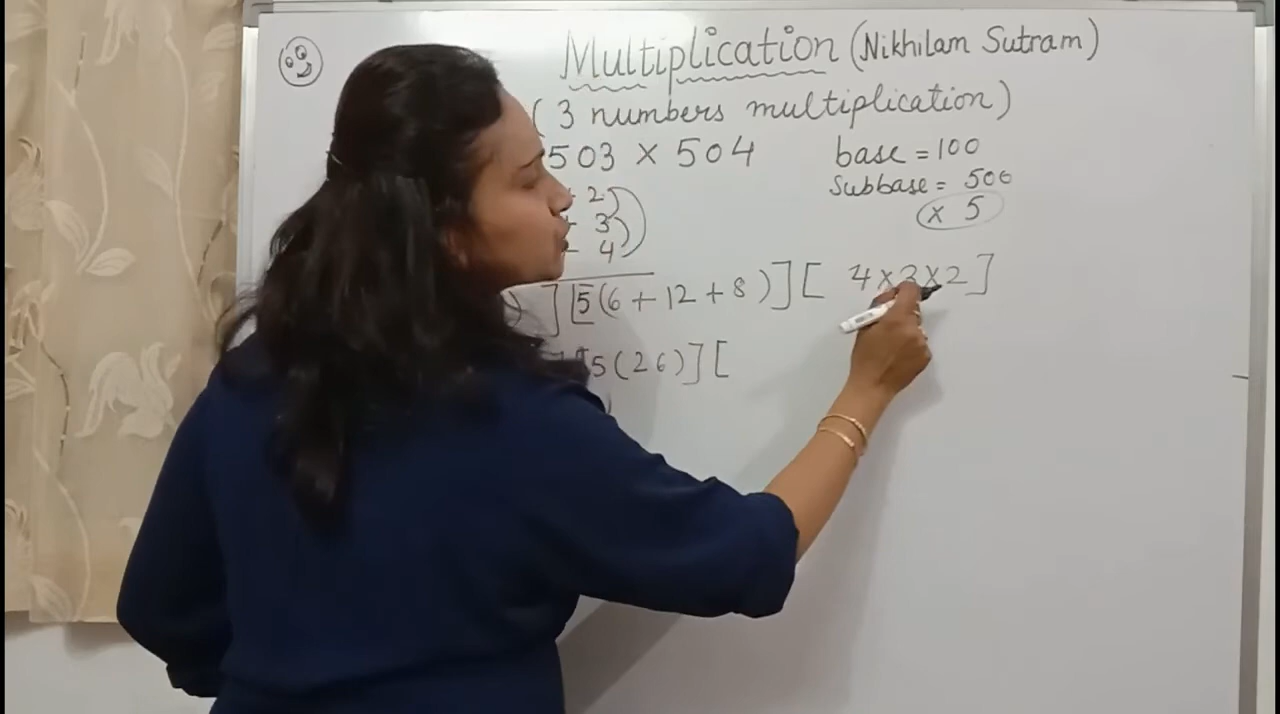 Multiplication (Nikhilam Sutram)
( 3 numbers multiplication)
503 × 504
base = 100
Subbase = 500
× 5
2
3
4
) ] [5(6 + 12 + 8)] [ 4×3×2]
5(26)] [